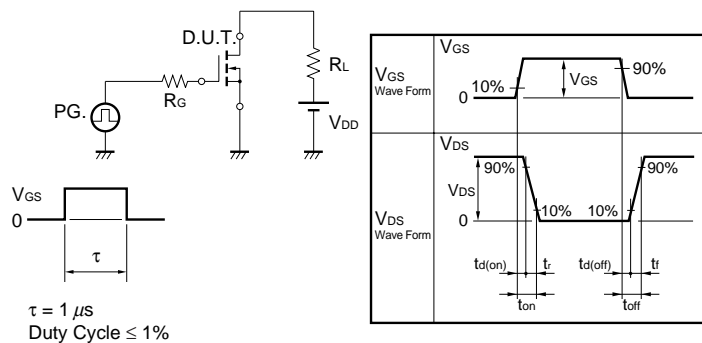 D.U.T.
RG
PG.
RL
VDD
VGS
0
τ
τ = 1 μs
Duty Cycle ≤ 1%
VGS
Wave Form
VGS
10%
0
VGS
90%
VDS
Wave Form
VDS
VDS
90%
0
10%
10%
90%
td(on)
tr
td(off)
tf
ton
toff